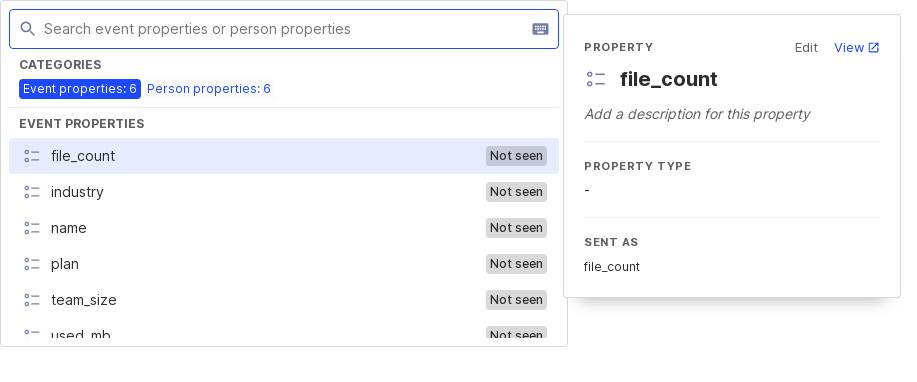 Search event properties or person properties
CATEGORIES
Event properties: 6 Person properties: 6
EVENT PROPERTIES
file_count Not seen
industry Not seen
name Not seen
plan Not seen
team_size Not seen
used_mb Not seen
PROPERTY Edit View
file_count
Add a description for this property
PROPERTY TYPE
-
SENT AS
file_count